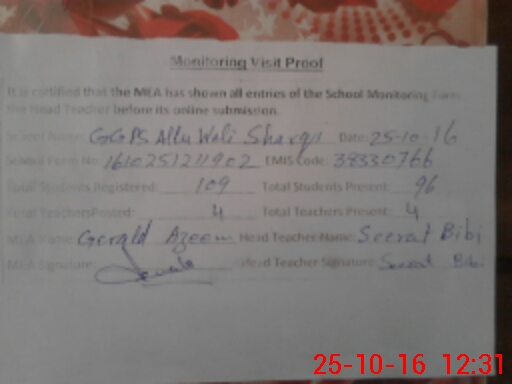 Monitoring Visit Proof
It is certified that the MEA has shown all entries of the School Monitoring Form
the Head Teacher before its online submission.
School Name: GGPS Allu Wali Sharqi Date: 25-10-16
School Form No: 1610251211902 EMIS Code: 38330766
Total Students Registered: 109 Total Students Present: 96
Total TeachersPosted: 4 Total Teachers Present: 4
MEA Name: Gerald Azeem Head Teacher Name: Seerat Bibi
MEA Signature: Head Teacher Signature: Seerat Bibi
25-10-16 12:31